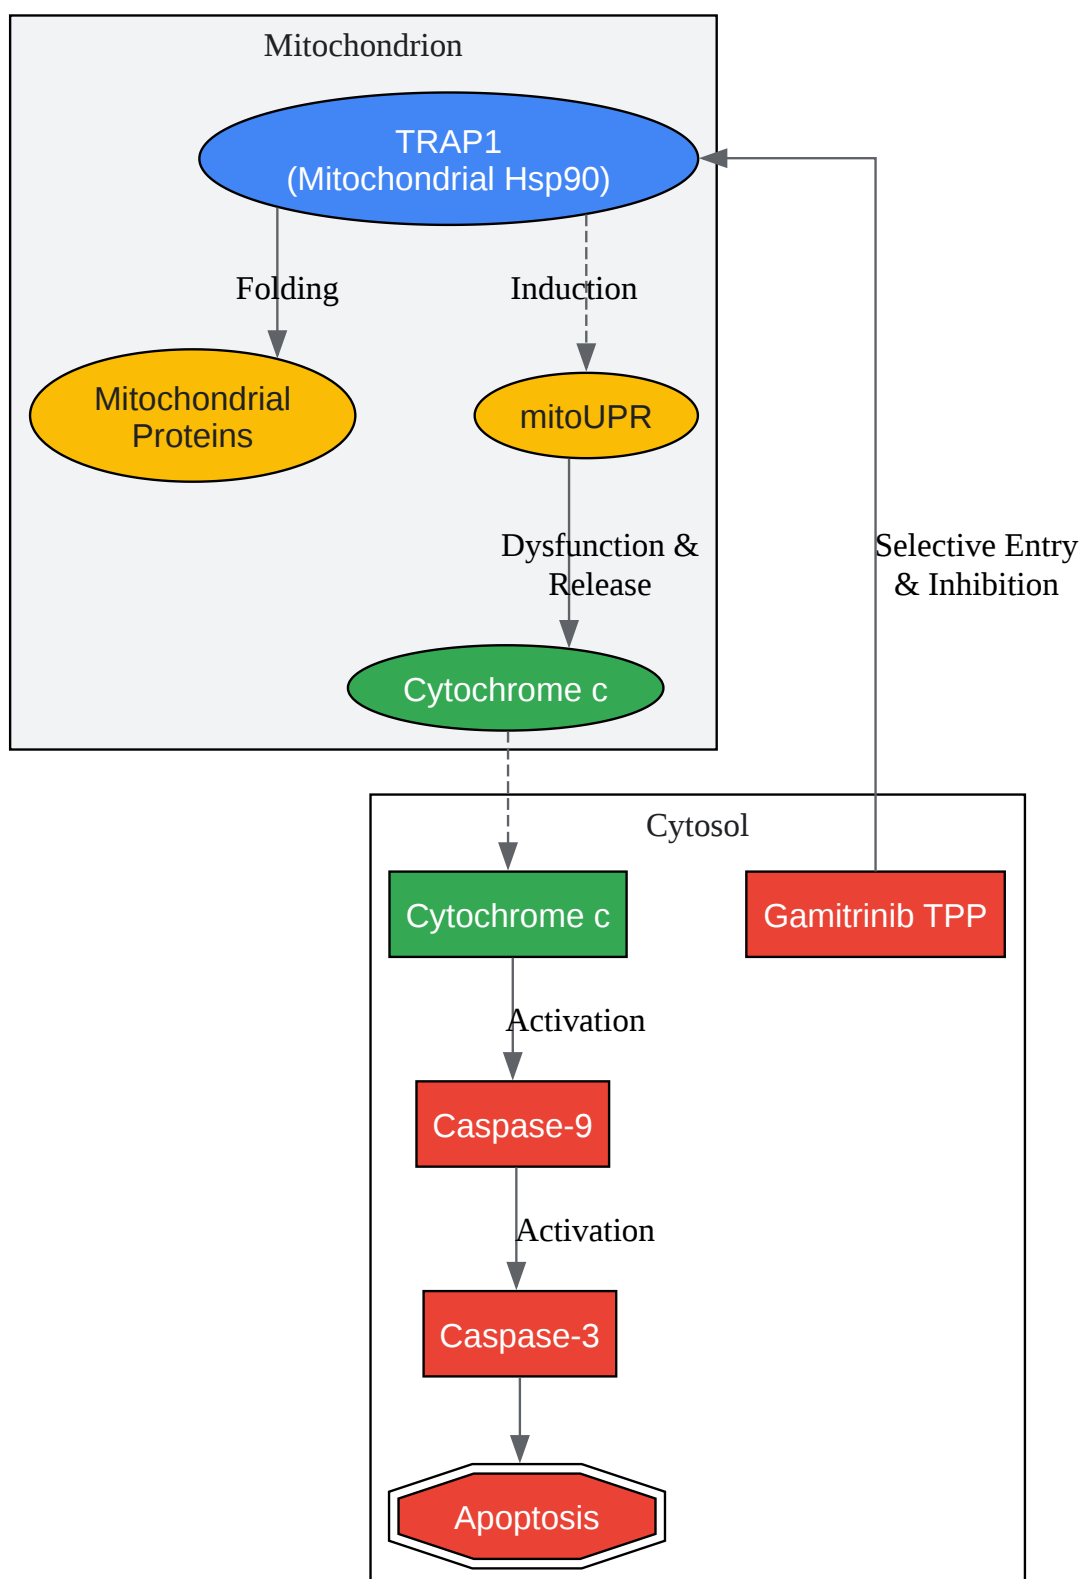 Mitochondrion
TRAP1
(Mitochondrial Hsp90)
Folding
Induction
Mitochondrial
Proteins
mitoUPR
Dysfunction &
Release
Selective Entry
& Inhibition
Cytochrome c
Cytosol
Cytochrome c
Gamitrinib TPP
Activation
Caspase-9
Activation
Caspase-3
Apoptosis